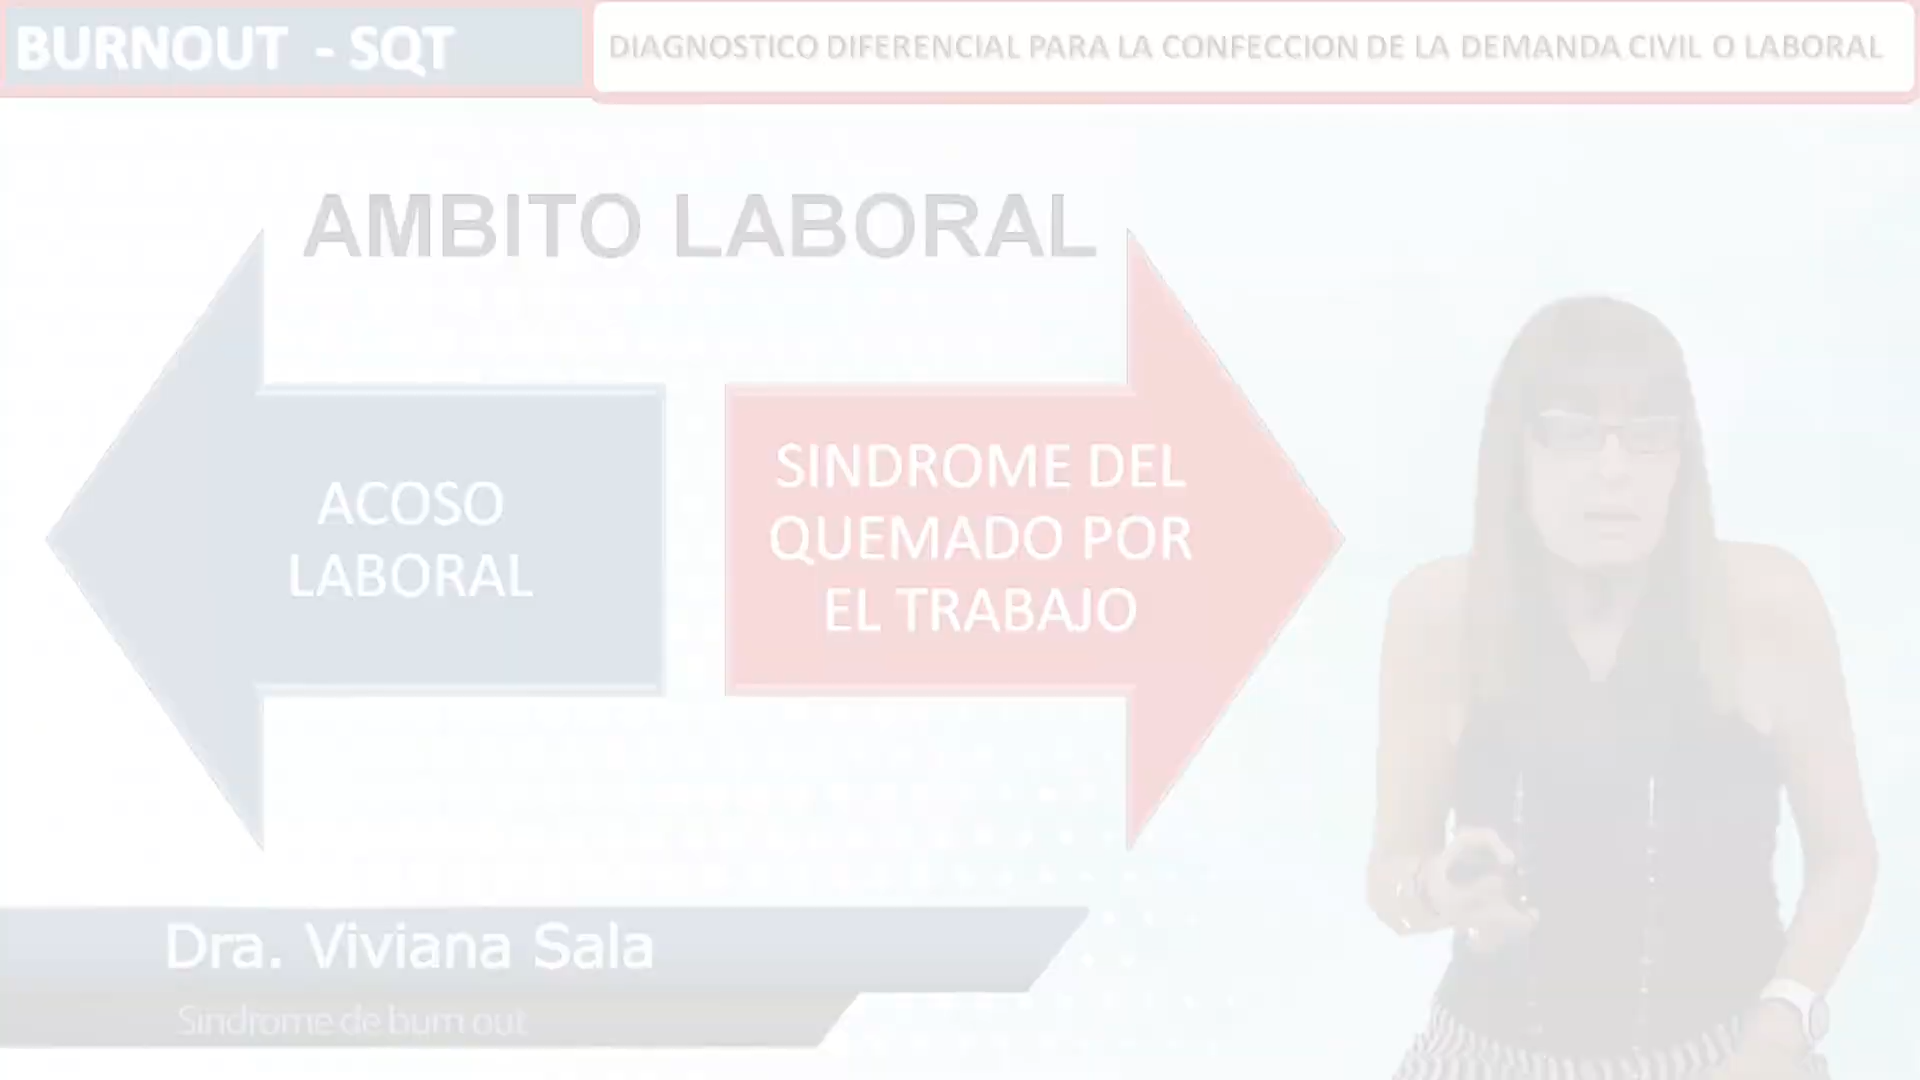 BURNOUT - SQT
DIAGNOSTICO DIFERENCIAL PARA LA CONFECCION DE LA DEMANDA CIVIL O LABORAL
AMBITO LABORAL
ACOSO
LABORAL
SINDROME DEL
QUEMADO POR
EL TRABAJO
Dra. Viviana Sala
Sindrome de burn out